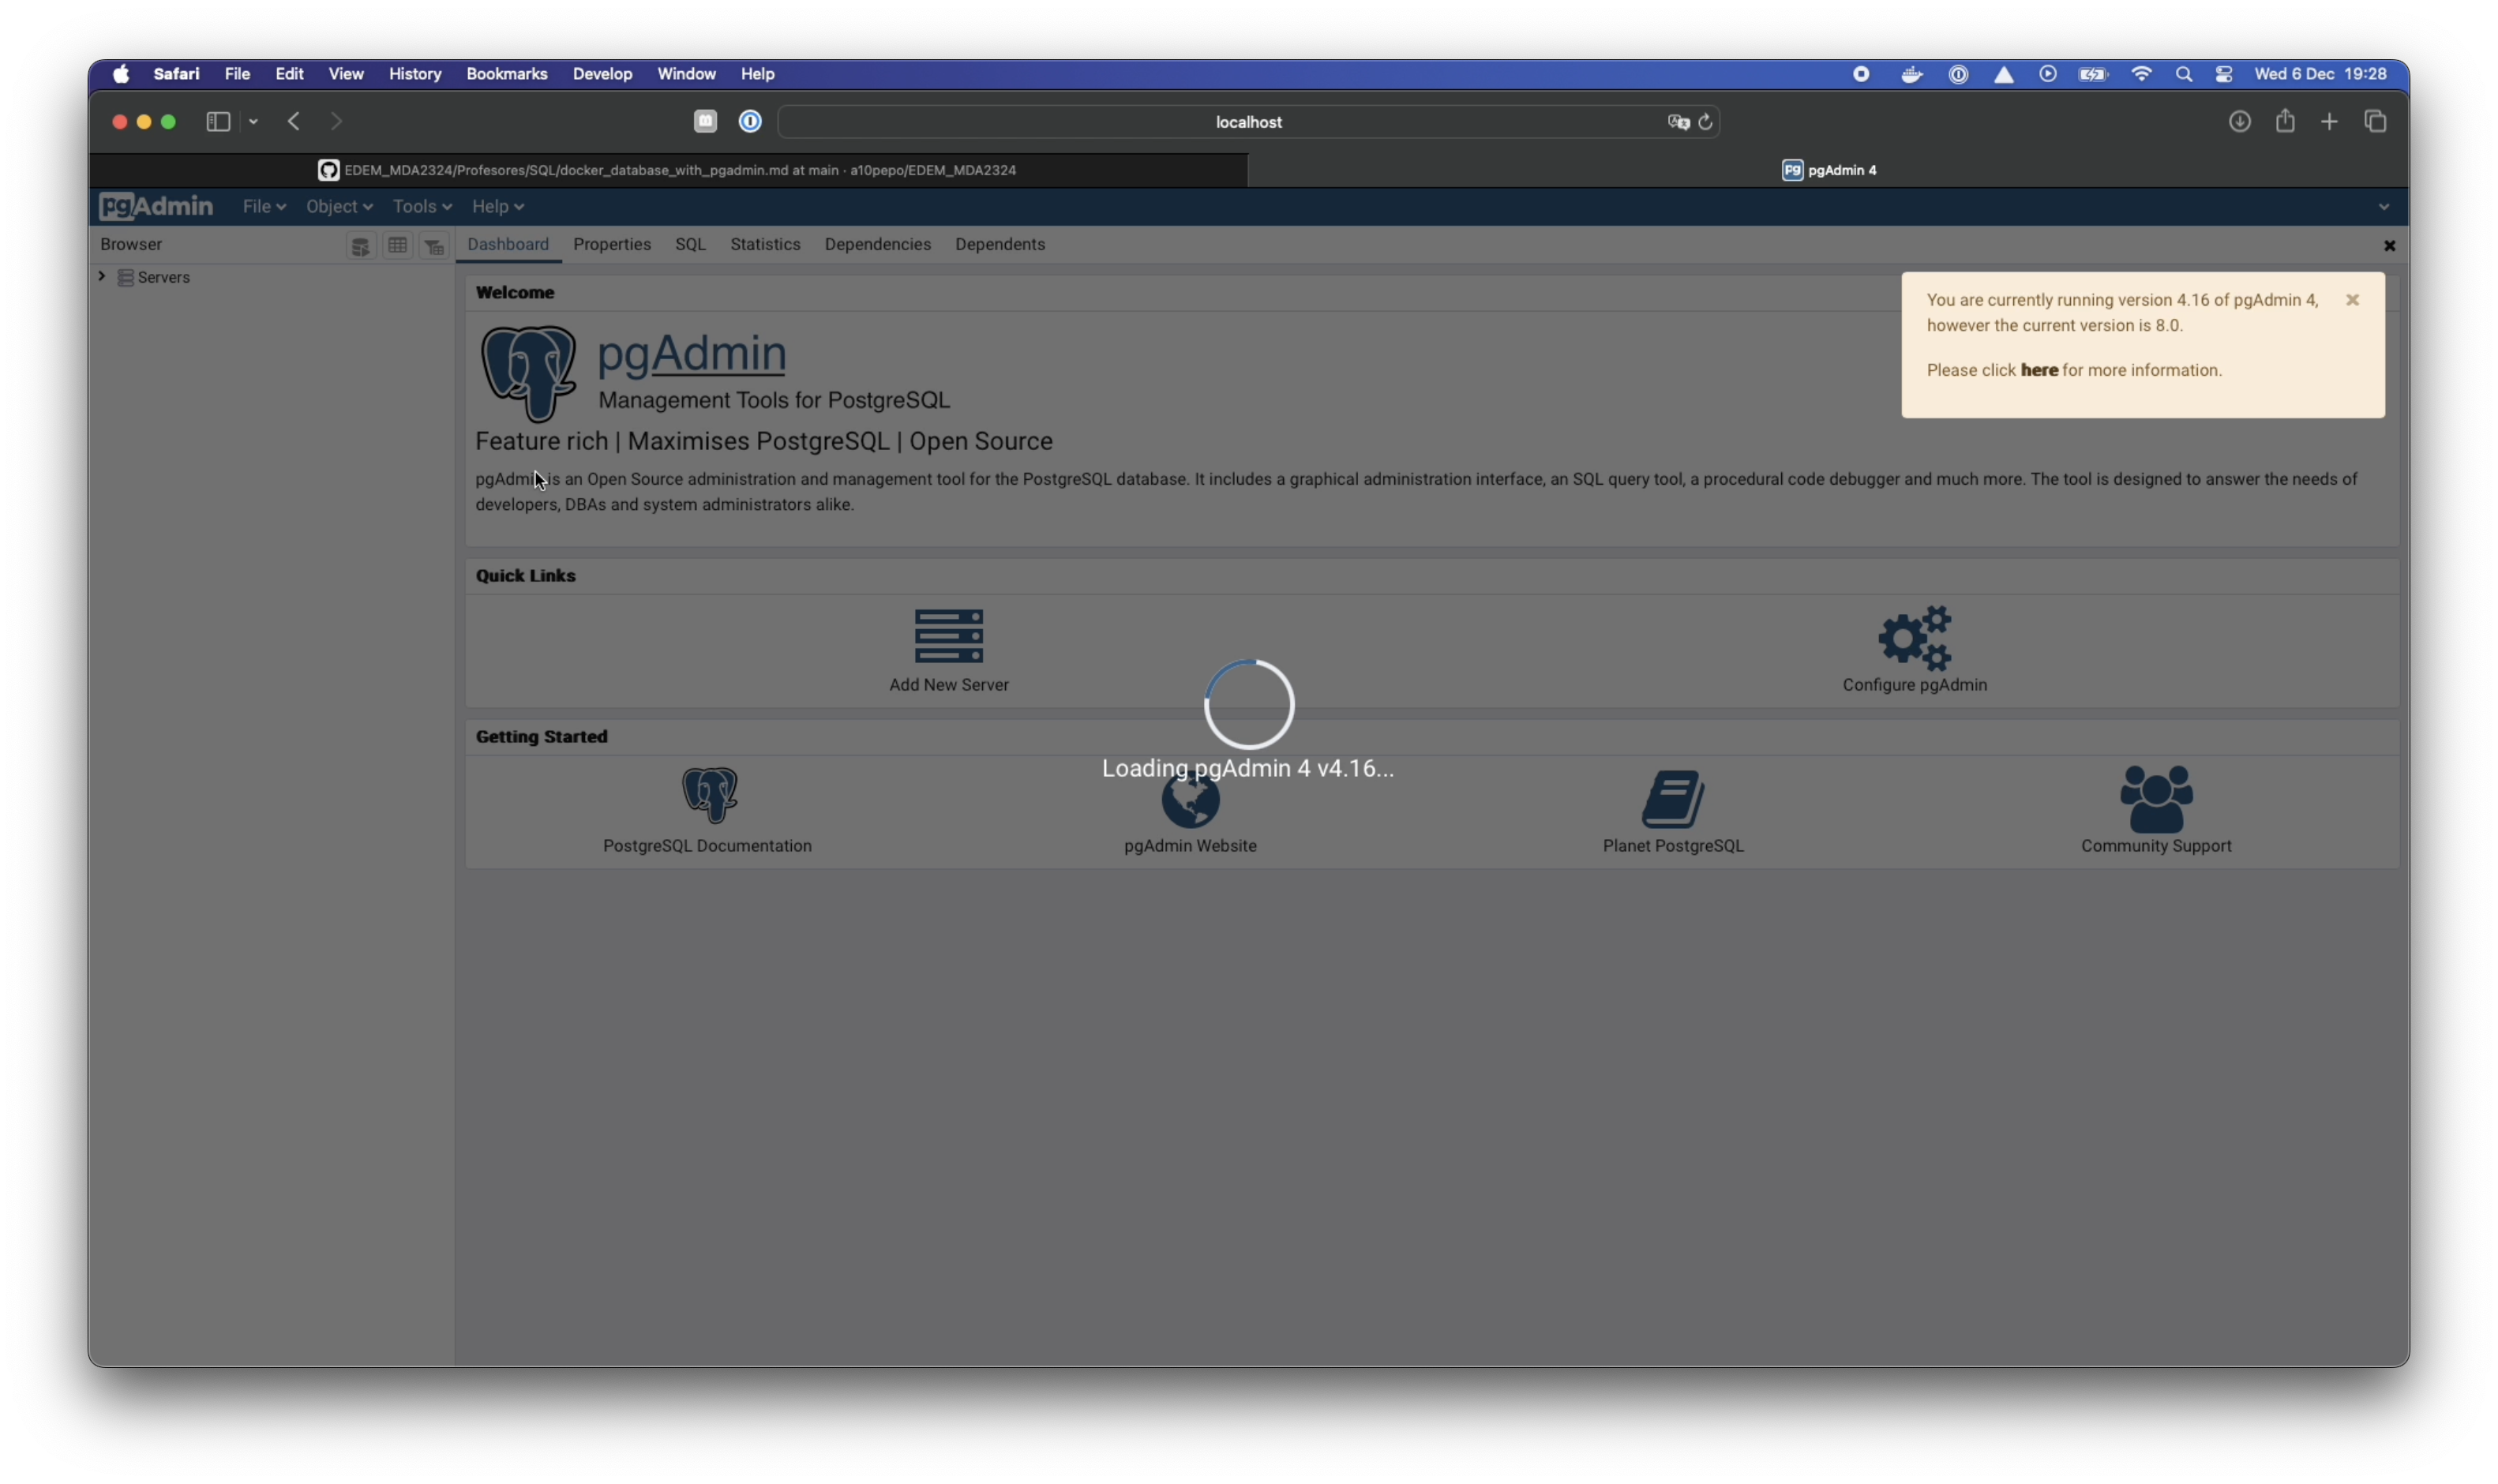 Safari File Edit View History Bookmarks Develop Window Help Wed 6 Dec 19:28
localhost
EDEM_MDA2324/Profesores/SQL/docker_database_with_pgadmin.md at main · a10pepo/EDEM_MDA2324
pgAdmin 4
pgAdmin File Object Tools Help
Browser
Dashboard Properties SQL Statistics Dependencies Dependents
Servers
Welcome
You are currently running version 4.16 of pgAdmin 4,
however the current version is 8.0.
Please click here for more information.
pgAdmin
Management Tools for PostgreSQL
Feature rich | Maximises PostgreSQL | Open Source
pgAdmin is an Open Source administration and management tool for the PostgreSQL database. It includes a graphical administration interface, an SQL query tool, a procedural code debugger and much more. The tool is designed to answer the needs of
developers, DBAs and system administrators alike.
Quick Links
Add New Server
Configure pgAdmin
Getting Started
Loading pgAdmin 4 v4.16...
PostgreSQL Documentation
pgAdmin Website
Planet PostgreSQL
Community Support